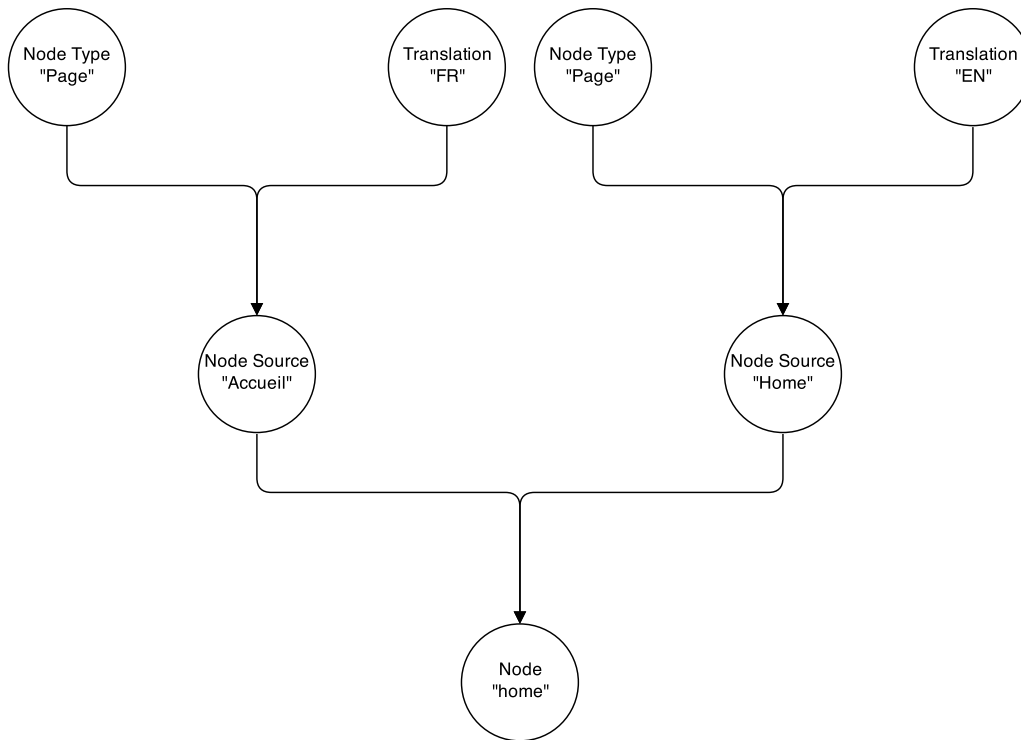 Node Type
"Page"
Translation
"FR"
Node Type
"Page"
Translation
"EN"
Node Source
"Accueil"
Node Source
"Home"
Node
"home"